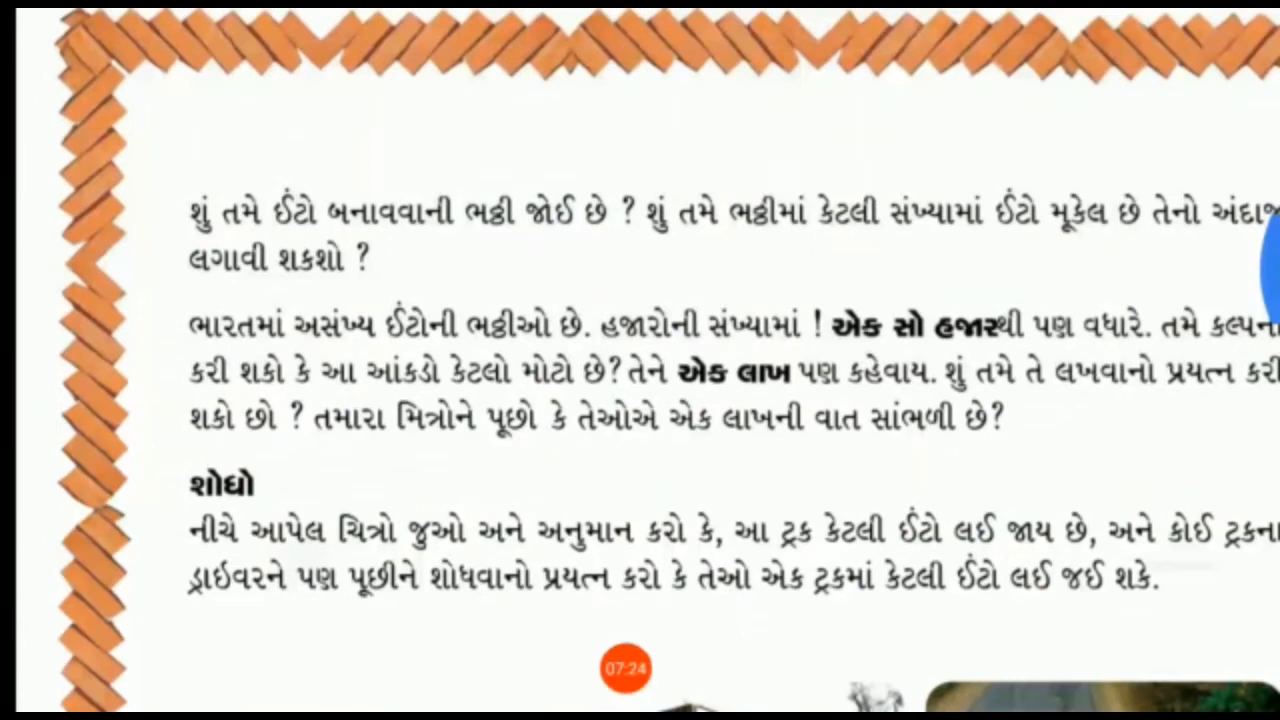 શું તમે ઈંટો બનાવવાની ભઠ્ઠી જોઈ છે ? શું તમે ભઠ્ઠીમાં કેટલી સંખ્યામાં ઈંટો મૂકેલ છે તેનો
લગાવી શકશો ?
ભારતમાં અસંખ્ય ઈંટોની ભઠ્ઠીઓ છે. હજારોની સંખ્યામાં ! એક સો હજારથી પણ વધારે. તમે
કરી શકો કે આ આંકડો કેટલો મોટો છે? તેને એક લાખ પણ કહેવાય. શું તમે તે લખવાનો પ્રયત્ન કરી
શકો છો ? તમારા મિત્રોને પૂછો કે તેઓએ એક લાખની વાત સાંભળી છે?
શોધો
નીચે આપેલ ચિત્રો જુઓ અને અનુમાન કરો કે, આ ટ્રક કેટલી ઈંટો લઈ જાય છે, અને કોઈ ટ્રકના
ડ્રાઇવરને પણ પૂછીને શોધવાનો પ્રયત્ન કરો કે તેઓ એક ટ્રકમાં કેટલી ઈંટો લઈ જઈ શકે.
07:24